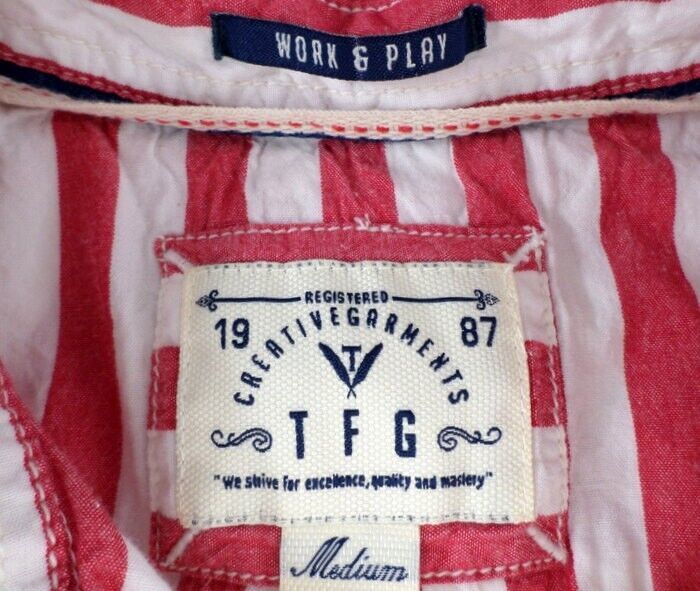 WORK & PLAY
REGISTERED
19 87
CREATIVEGARMENTS
T
TFG
"We strive for excellence, quality and mastery"
Medium